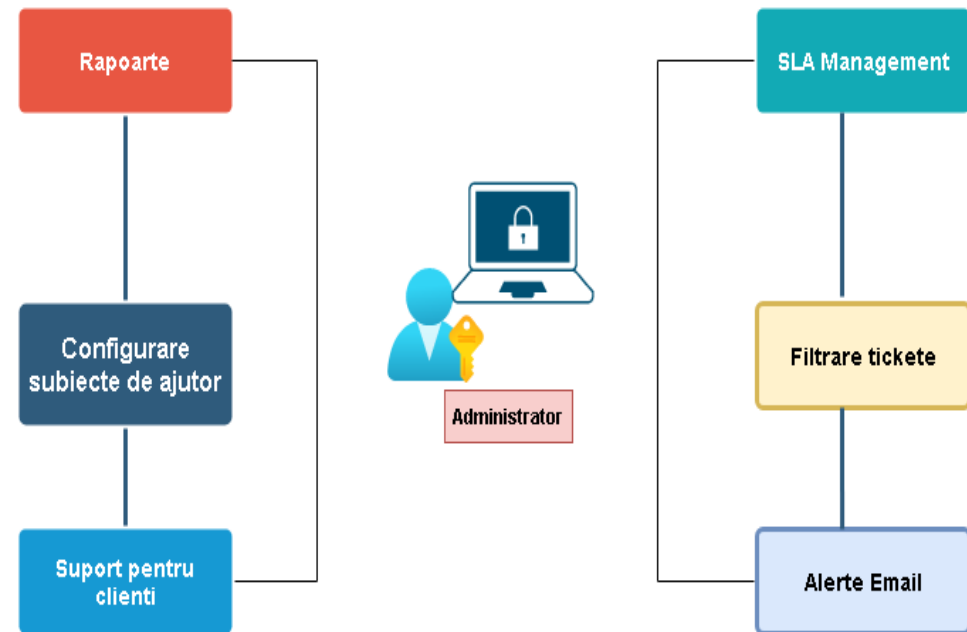 Rapoarte
SLA Management
Configurare
subiecte de ajutor
Filtrare tickete
Administrator
Suport pentru
clienti
Alerte Email